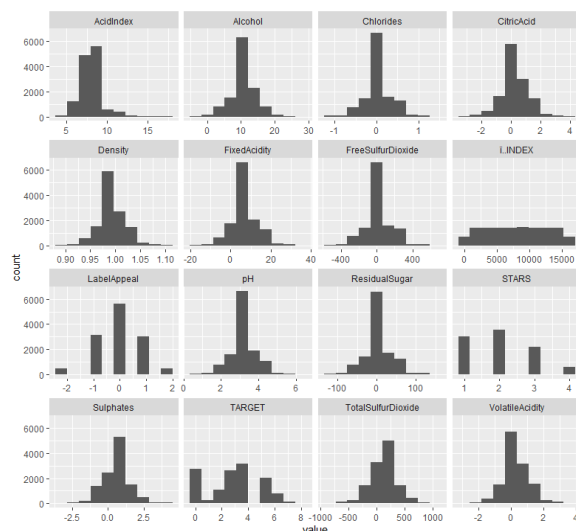 AcidIndex Alcohol Chlorides CitricAcid
6000
4000
2000
0
5 10 15 0 10 20 30 -1 0 1 -2 0 2 4
Density FixedAcidity FreeSulfurDioxide ï..INDEX
6000
4000
2000
0
0.90 0.95 1.00 1.05 1.10 -20 0 20 40 -400 0 400 0 5000 10000 15000
count
LabelAppeal pH ResidualSugar STARS
6000
4000
2000
0
-2 -1 0 1 2 0 2 4 6 -100 0 100 1 2 3 4
Sulphates TARGET TotalSulfurDioxide VolatileAcidity
6000
4000
2000
0
-2.5 0.0 2.5 0 2 4 6 8 -1000 0 500 1000 -2 0 2 4
value